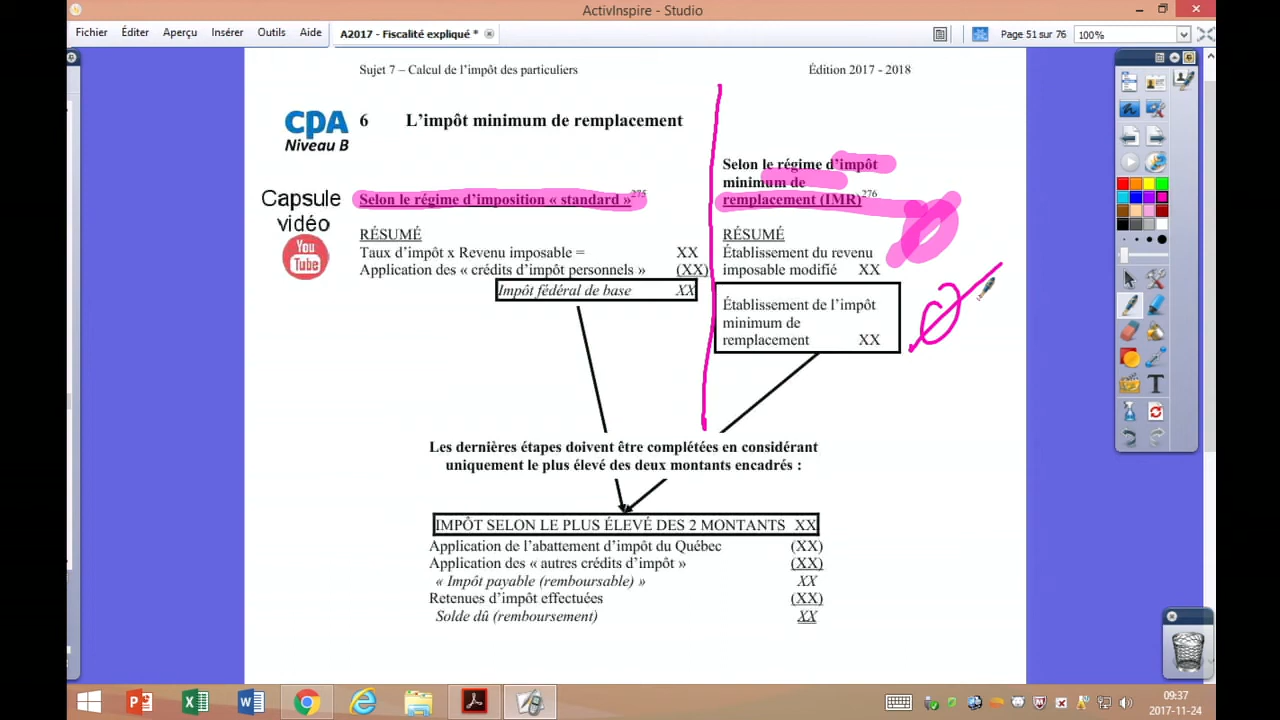 ActivInspire - Studio
Fichier Éditer Aperçu Insérer Outils Aide
A2017 - Fiscalité expliqué *
Page 51 sur 76
100%
Sujet 7 – Calcul de l'impôt des particuliers
Édition 2017 - 2018
CPA
Niveau B
6 L'impôt minimum de remplacement
Capsule
vidéo
You
Tube
Selon le régime d'imposition « standard »275
RÉSUMÉ
Taux d'impôt x Revenu imposable = XX
Application des « crédits d'impôt personnels » (XX)
Impôt fédéral de base XX
Selon le régime d'impôt
minimum de
remplacement (IMR)276
RÉSUMÉ
Établissement du revenu
imposable modifié XX
Établissement de l'impôt
minimum de
remplacement XX
Les dernières étapes doivent être complétées en considérant
uniquement le plus élevé des deux montants encadrés :
IMPÔT SELON LE PLUS ÉLEVÉ DES 2 MONTANTS XX
Application de l'abattement d'impôt du Québec (XX)
Application des « autres crédits d'impôt » (XX)
« Impôt payable (remboursable) » XX
Retenues d'impôt effectuées (XX)
Solde dû (remboursement) XX
09:37
2017-11-24